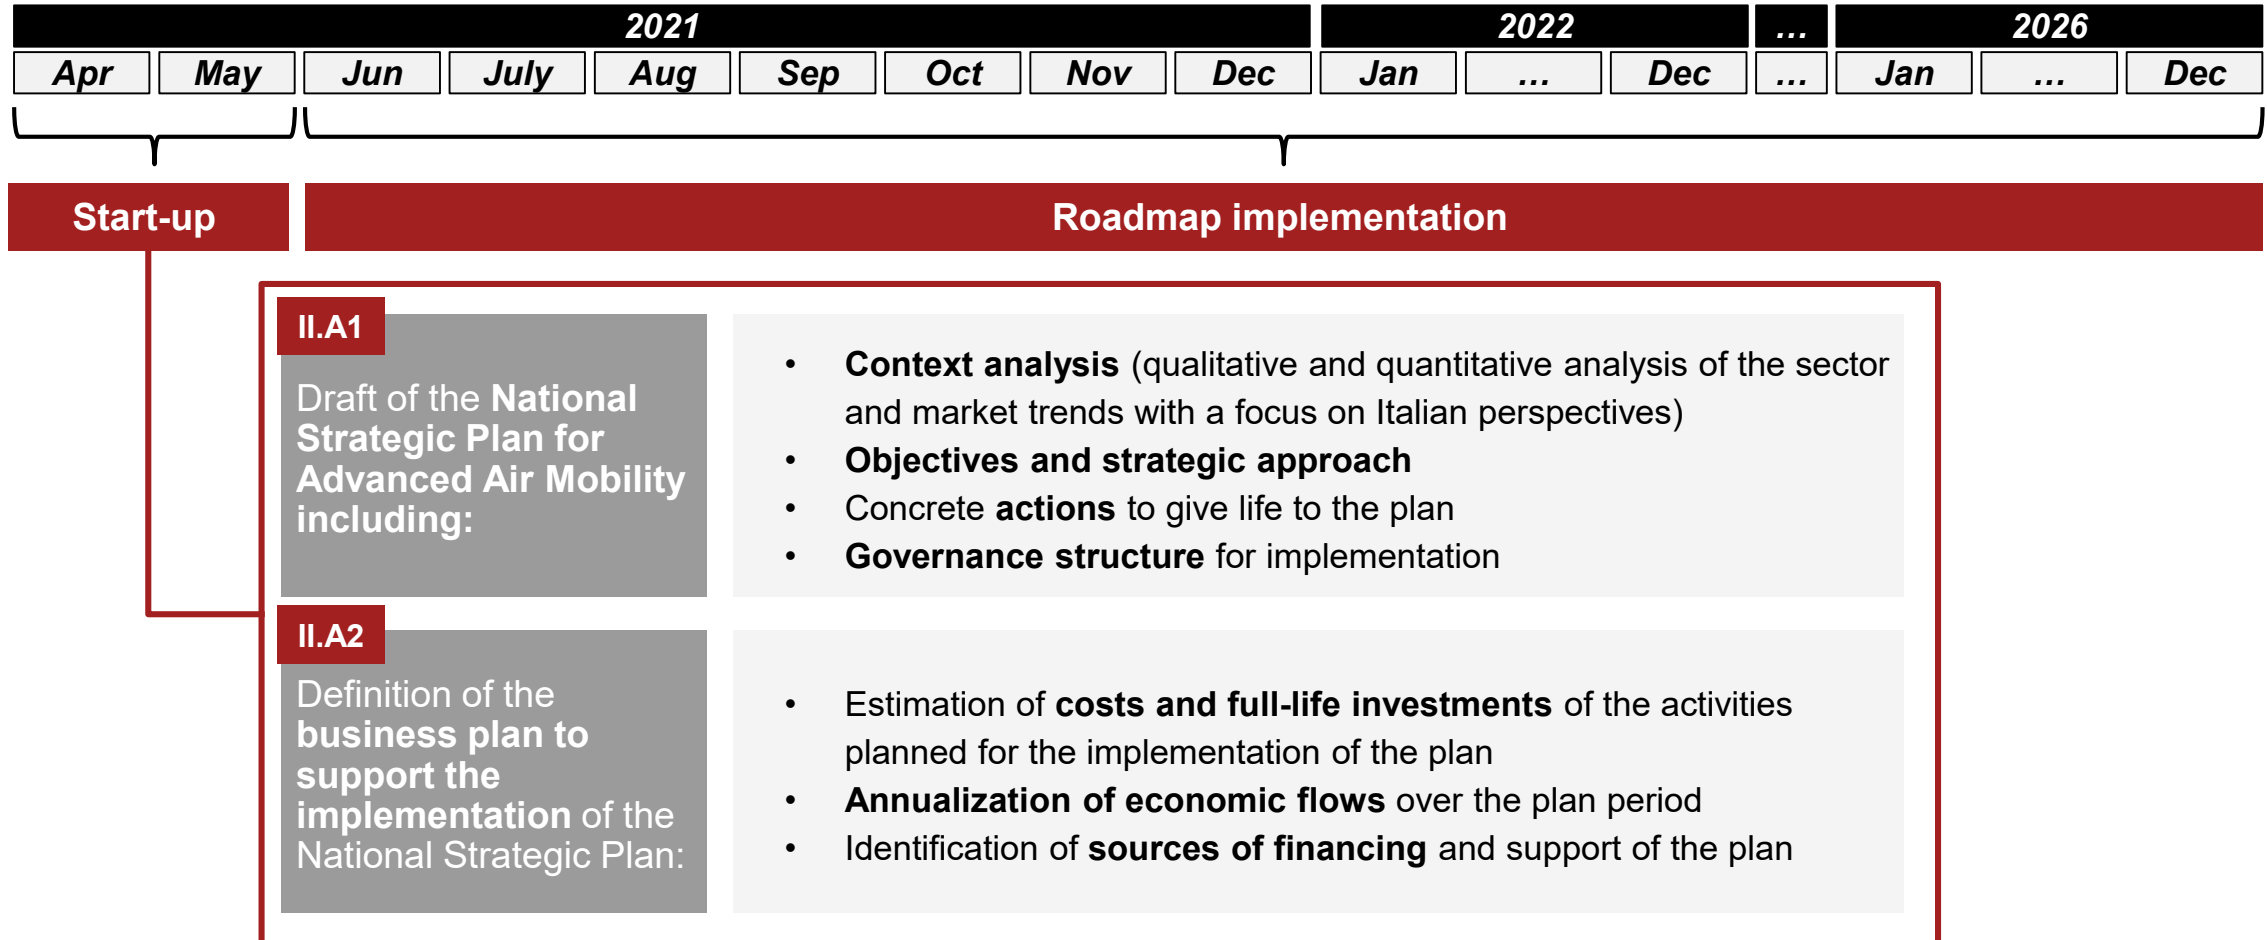 2021 2022 ... 2026
Apr May Jun July Aug Sep Oct Nov Dec Jan ... Dec ... Jan ... Dec
Start-up Roadmap implementation
II.A1
Draft of the National
Strategic Plan for
Advanced Air Mobility
including:
• Context analysis (qualitative and quantitative analysis of the sector
and market trends with a focus on Italian perspectives)
• Objectives and strategic approach
• Concrete actions to give life to the plan
• Governance structure for implementation
II.A2
Definition of the
business plan to
support the
implementation of the
National Strategic Plan:
• Estimation of costs and full-life investments of the activities
planned for the implementation of the plan
• Annualization of economic flows over the plan period
• Identification of sources of financing and support of the plan